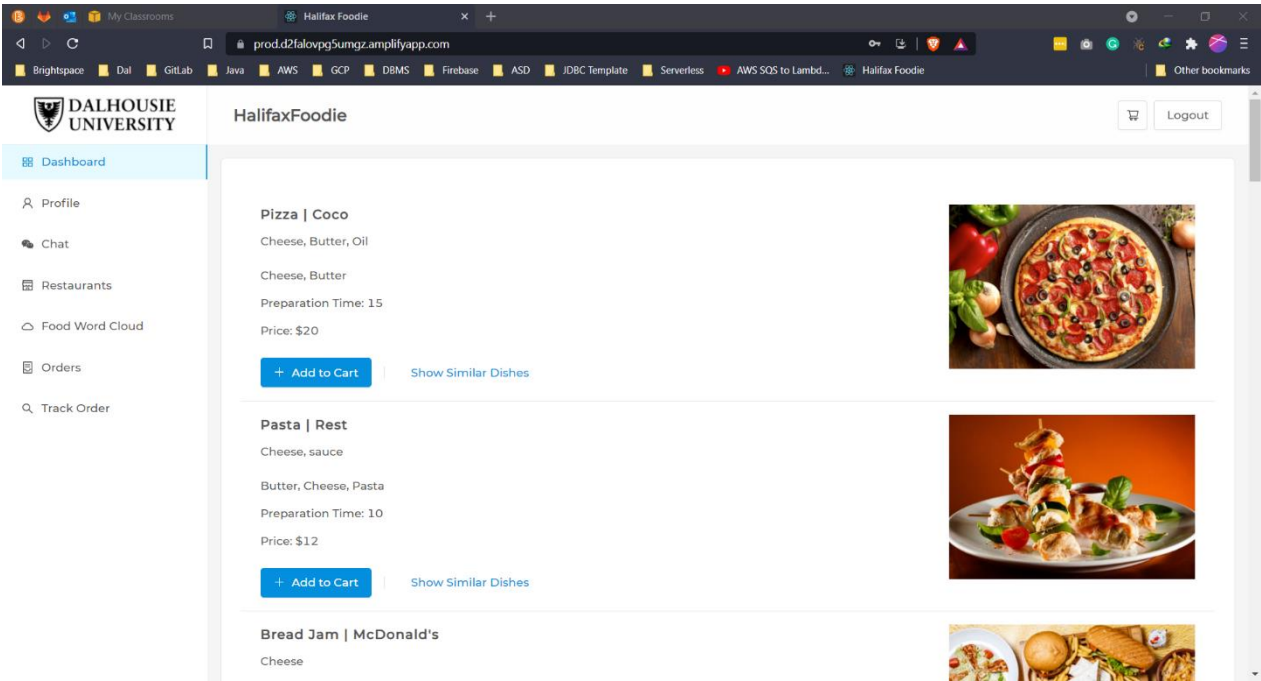 My Classrooms
Halifax Foodie
prod.d2falovpg5umgz.amplifyapp.com
Brightspace Dal GitLab Java AWS GCP DBMS Firebase ASD JDBC Template Serverless AWS SQS to Lambd... Halifax Foodie Other bookmarks
DALHOUSIE
UNIVERSITY
HalifaxFoodie
Logout
Dashboard
Profile
Chat
Restaurants
Food Word Cloud
Orders
Track Order
Pizza | Coco
Cheese, Butter, Oil
Cheese, Butter
Preparation Time: 15
Price: $20
+ Add to Cart
Show Similar Dishes
Pasta | Rest
Cheese, sauce
Butter, Cheese, Pasta
Preparation Time: 10
Price: $12
+ Add to Cart
Show Similar Dishes
Bread Jam | McDonald's
Cheese